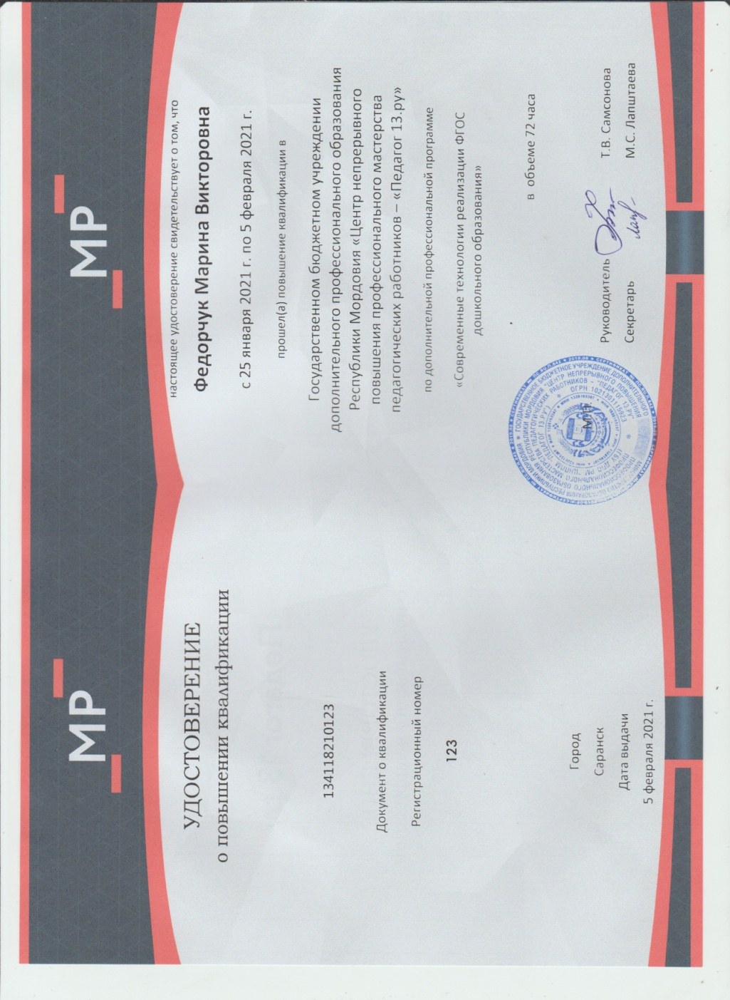 МР
УДОСТОВЕРЕНИЕ
о повышении квалификации
134118210123
Документ о квалификации
Регистрационный номер
123
Город
Саранск
Дата выдачи
5 февраля 2021 г.
МР
настоящее удостоверение свидетельствует о том, что
Федорчук Марина Викторовна
с 25 января 2021 г. по 5 февраля 2021 г.
прошел(а) повышение квалификации в
Государственном бюджетном учреждении
дополнительного профессионального образования
Республики Мордовия «Центр непрерывного
повышения профессионального мастерства
педагогических работников – «Педагог 13.ру»
по дополнительной профессиональной программе
«Современные технологии реализации ФГОС
дошкольного образования»
в объеме 72 часа
Руководитель Т.В. Самсонова
Секретарь М.С. Лапштаева
М.П.
ОГРН 1021301115923